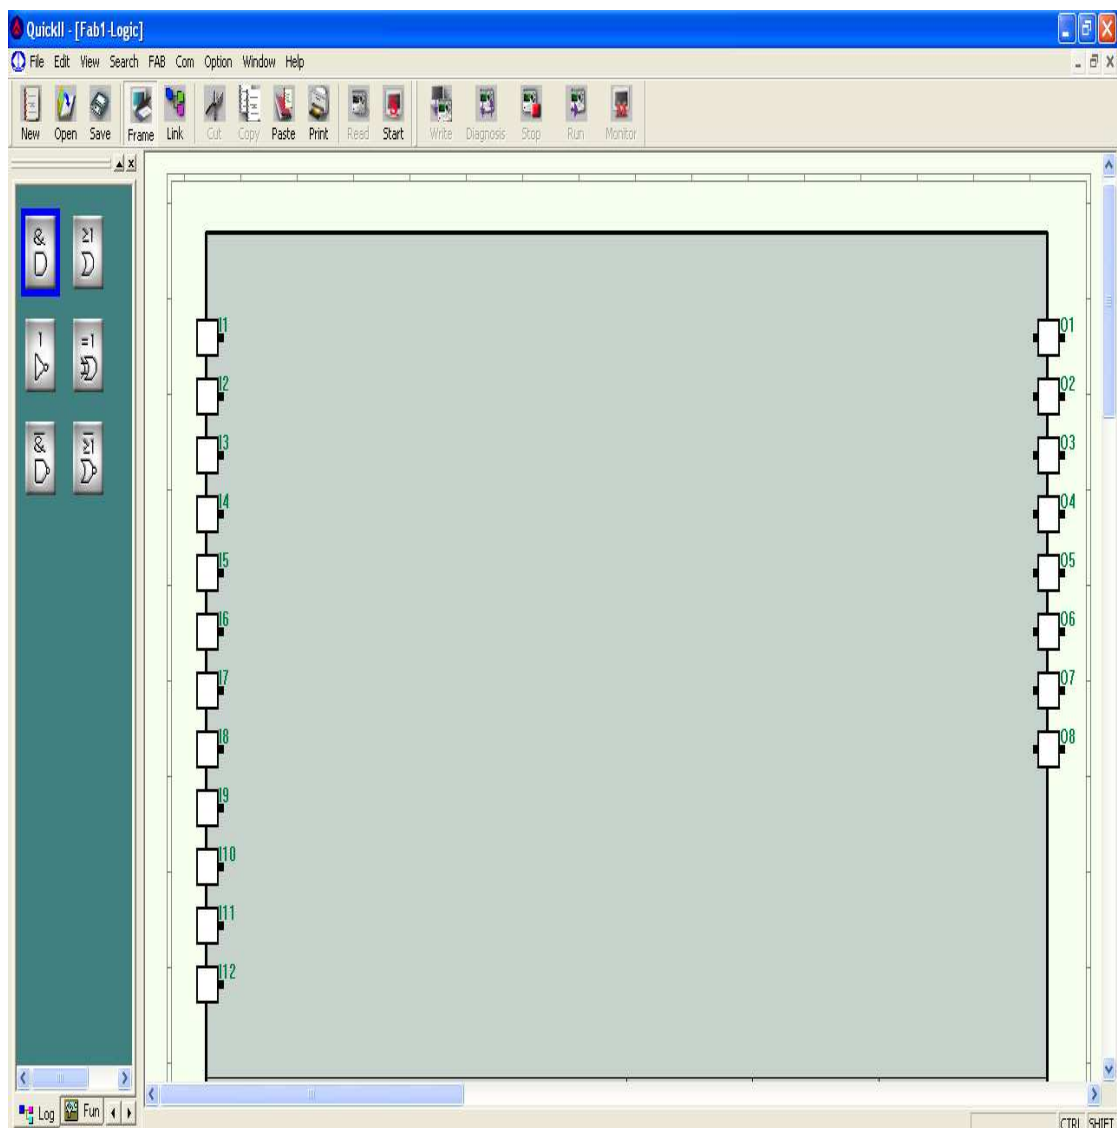 QuickII - [Fab1-Logic]
File Edit View Search FAB Com Option Window Help
New Open Save Frame Link Cut Copy Paste Print Read Start Write Diagnosis Stop Run Monitor
& ≥1
1 =1
& ≥1
I1 O1
I2 O2
I3 O3
I4 O4
I5 O5
I6 O6
I7 O7
I8 O8
I9
I10
I11
I12
Log Fun
CTRL SHIFT